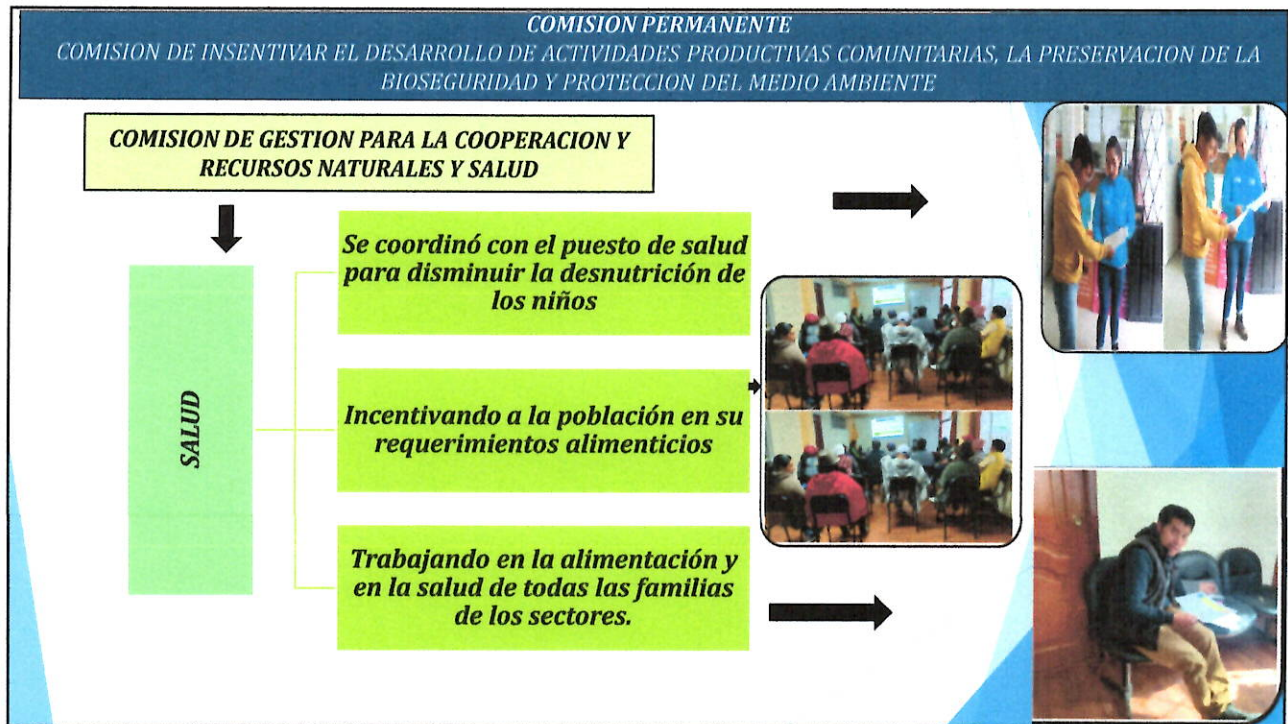 COMISION PERMANENTE
COMISION DE INSENTIVAR EL DESARROLLO DE ACTIVIDADES PRODUCTIVAS COMUNITARIAS, LA PRESERVACION DE LA
BIOSEGURIDAD Y PROTECCION DEL MEDIO AMBIENTE
COMISION DE GESTION PARA LA COOPERACION Y
RECURSOS NATURALES Y SALUD
SALUD
Se coordinó con el puesto de salud
para disminuir la desnutrición de
los niños
Incentivando a la población en su
requerimientos alimenticios
Trabajando en la alimentación y
en la salud de todas las familias
de los sectores.